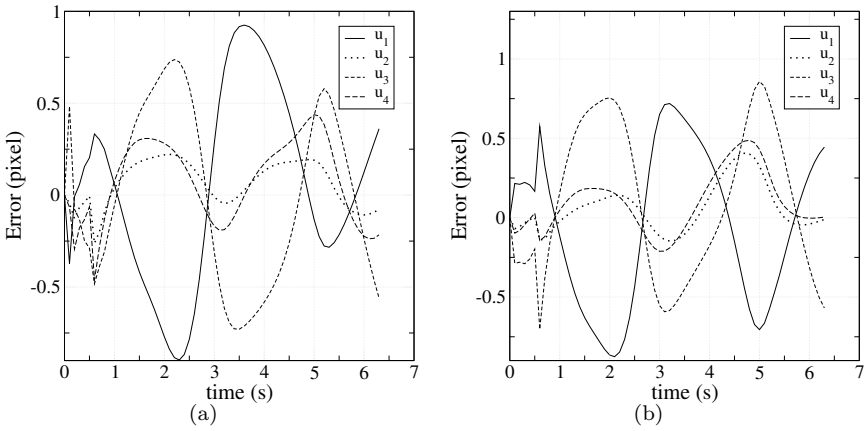 u1
u2
u3
u4
1
0.5
0
-0.5
Error (pixel)
0 1 2 3 4 5 6 7
time (s)
(a)
u1
u2
u3
u4
1
0.5
0
-0.5
Error (pixel)
0 1 2 3 4 5 6 7
time (s)
(b)